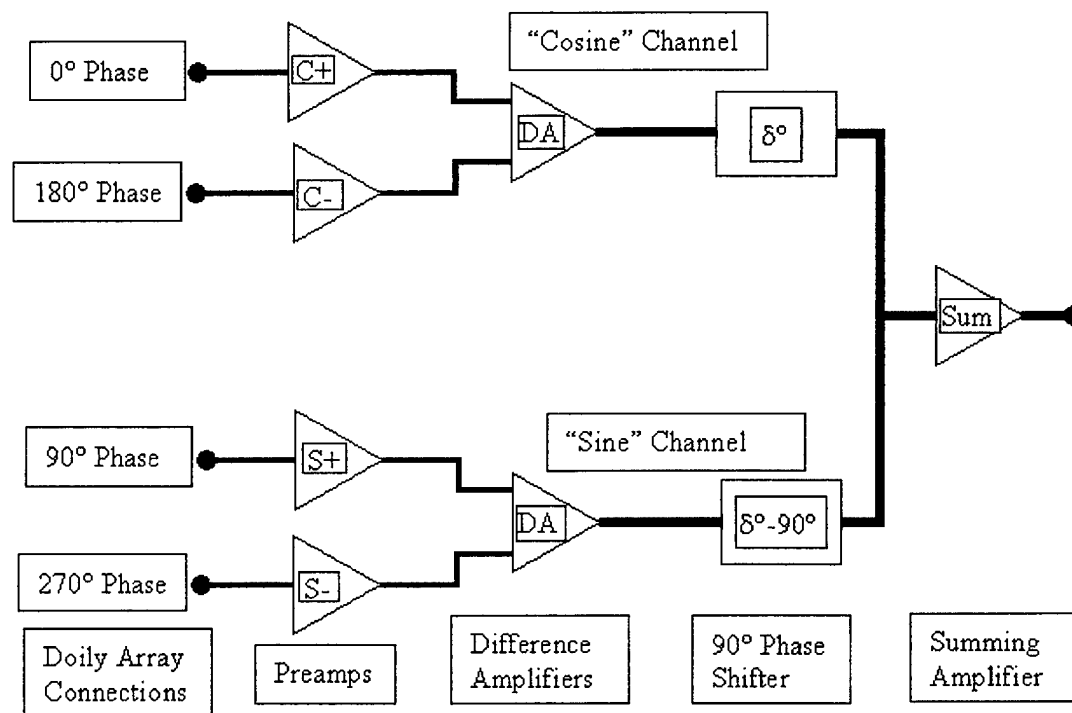 “Cosine” Channel
0° Phase
C+
DA
δ°
180° Phase
C-
Sum
“Sine” Channel
90° Phase
S+
DA
δ°-90°
270° Phase
S-
Doily Array
Connections
Preamps
Difference
Amplifiers
90° Phase
Shifter
Summing
Amplifier